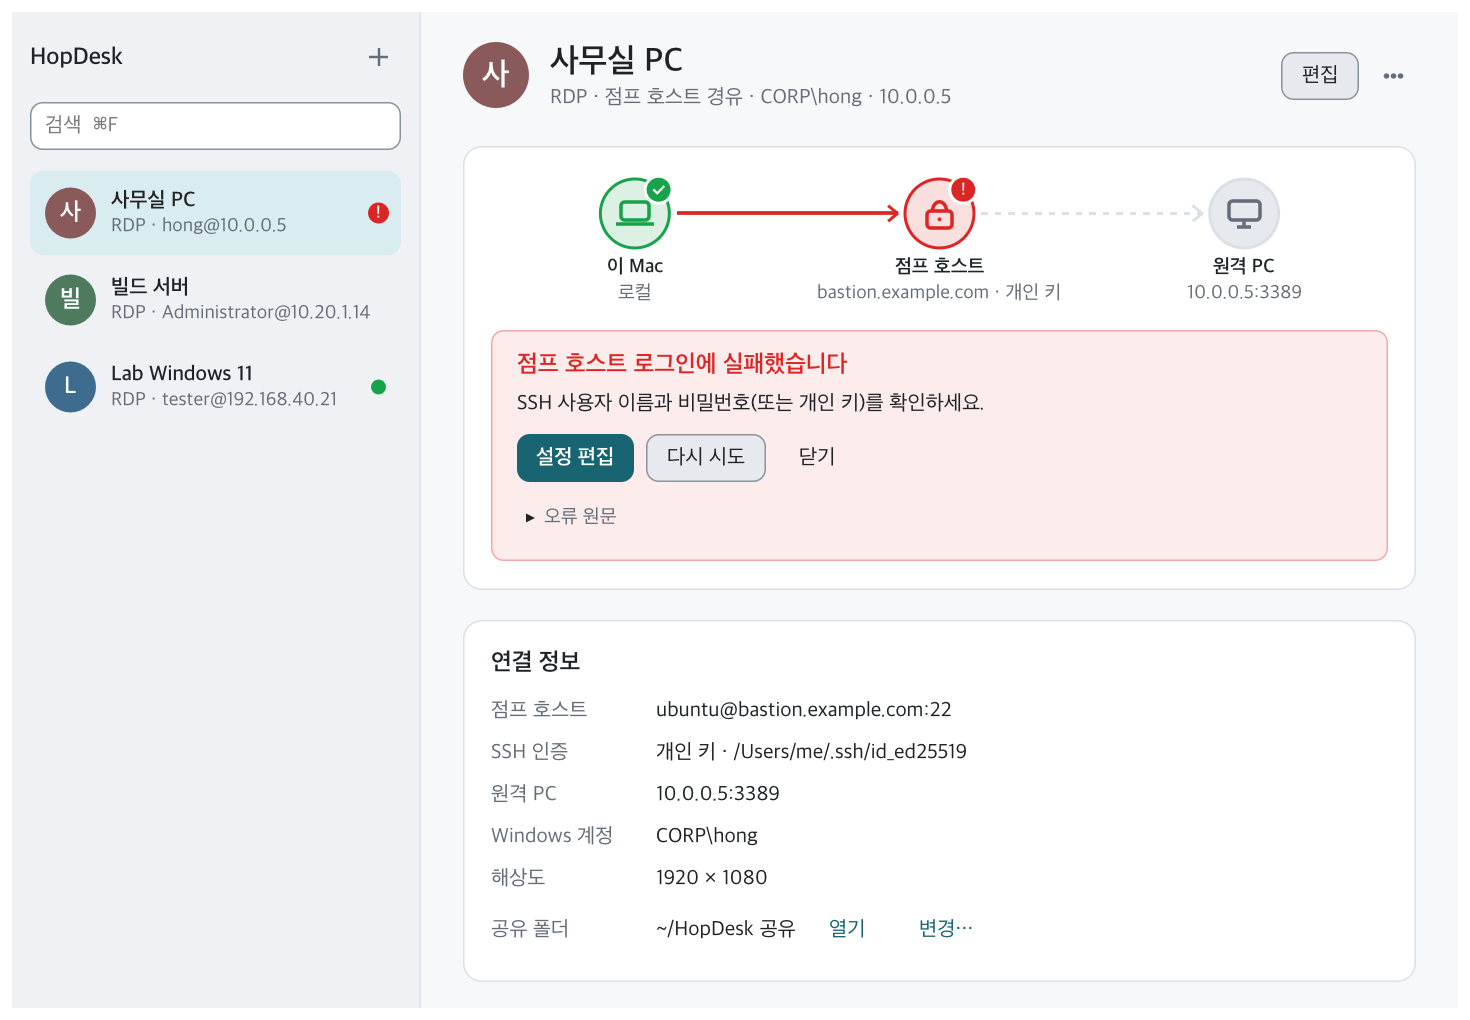 HopDesk
검색 ⌘F
사
사무실 PC
RDP · hong@10.0.0.5
!
빌
빌드 서버
RDP · Administrator@10.20.1.14
L
Lab Windows 11
RDP · tester@192.168.40.21
사
사무실 PC
RDP · 점프 호스트 경유 · CORP\hong · 10.0.0.5
편집
!
이 Mac
로컬
점프 호스트
bastion.example.com · 개인 키
원격 PC
10.0.0.5:3389
점프 호스트 로그인에 실패했습니다
SSH 사용자 이름과 비밀번호(또는 개인 키)를 확인하세요.
설정 편집
다시 시도
닫기
▸ 오류 원문
연결 정보
점프 호스트 ubuntu@bastion.example.com:22
SSH 인증 개인 키 · /Users/me/.ssh/id_ed25519
원격 PC 10.0.0.5:3389
Windows 계정 CORP\hong
해상도 1920 × 1080
공유 폴더 ~/HopDesk 공유 열기 변경…